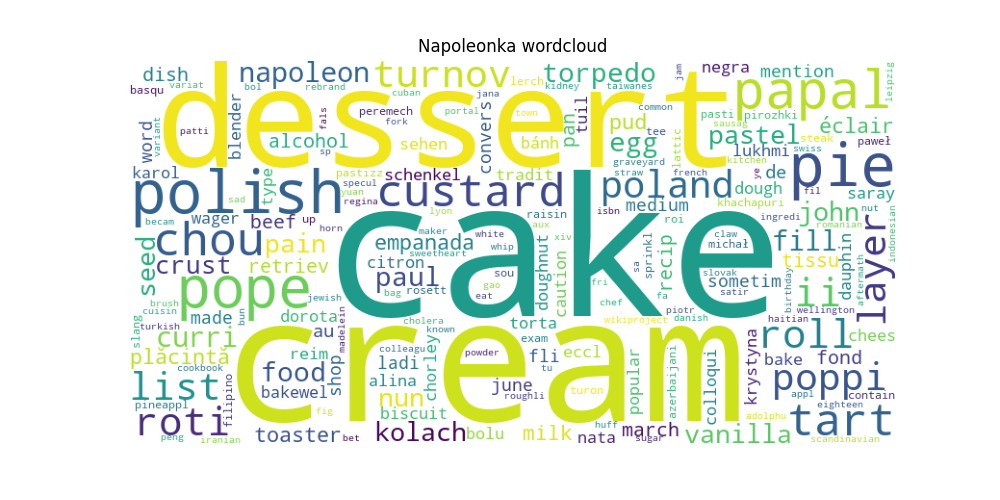 Napoleonka wordcloud
dish
variat
napoleon
bol
rebrand
turnov
lerch
torpedo
kidney
taiwanes
jam
negra
mention
leipzig
basqu
dessert
cuban
jana
papal
word
variant
patti
blender
fals
alcohol
peremech
fork
sehen
convers
portal
town
bánh
tuil
pan
pud
egg
common
tee
pasti
pirozhki
pastel
sausag
steak
éclair
paweł
karol
polish
sp
type
sad
pastizz
specul
yuan
regina
schenkel
custard
tradit
graveyard
straw
french
lattic
kitchen
poland
medium
lukhmi
swiss
ye
de
dough
khachapuri
fil
pie
saray
nut
romanian
becam
wager
beef
up
horn
lyon
maker
aux
raisin
xiv
isbn
roi
ingredi
john
indonesian
chou
pain
empanada
sweetheart
white
whip
citron
cake
sprinkl
sa
claw
michał
fill
layer
seed
crust
retriev
paul
rosett
bag
sou
gao
eat
doughnut
caution
fri
chef
recip
fa
slovak
sometim
satir
birthday
tissu
dauphin
aftermath
wellington
ii
pope
brush
cuisin
bun
jewish
made
dorota
cholera
known
torta
exam
wikiproject
piotr
danish
haitian
slang
turkish
curri
au
madelein
cream
colleagu
powder
roll
chees
plăcintă
cookbook
reim
shop
ladi
alina
chorley
fli
tu
eccl
popular
azerbaijani
colloqui
krystyna
bake
fond
list
pineappl
filipino
food
bakewel
fig
nun
biscuit
june
roughli
turon
poppi
appl
contain
eighteen
adolphu
roti
peng
iranian
toaster
bet
kolach
bolu
milk
nata
huff
march
sugar
vanilla
tart
scandinavian